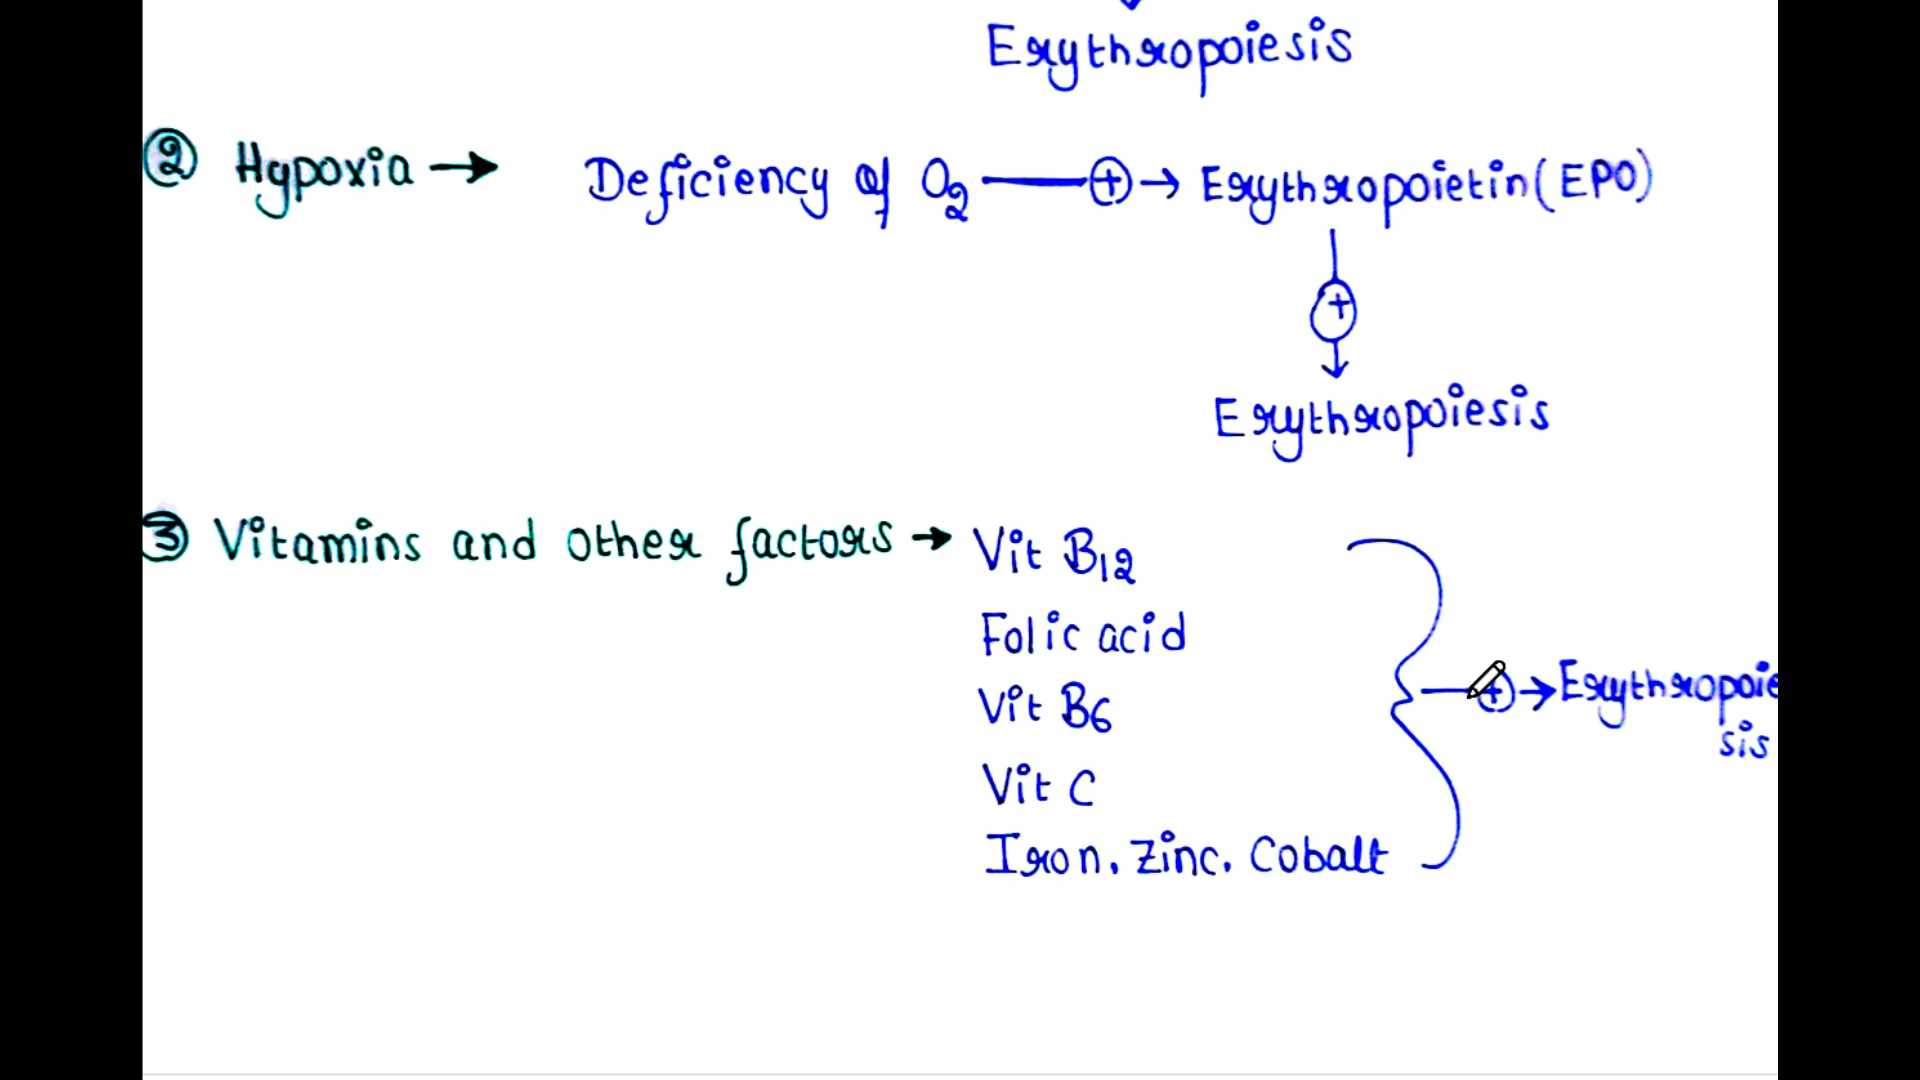 Erythropoiesis
② Hypoxia → Deficiency of O2 —⊕→ Erythropoietin (EPO)
+
↓
Erythropoiesis
③ Vitamins and other factors → Vit B12
Folic acid
Vit B6
—⊕→ Erythropoie
sis
Vit C
Iron, Zinc, Cobalt